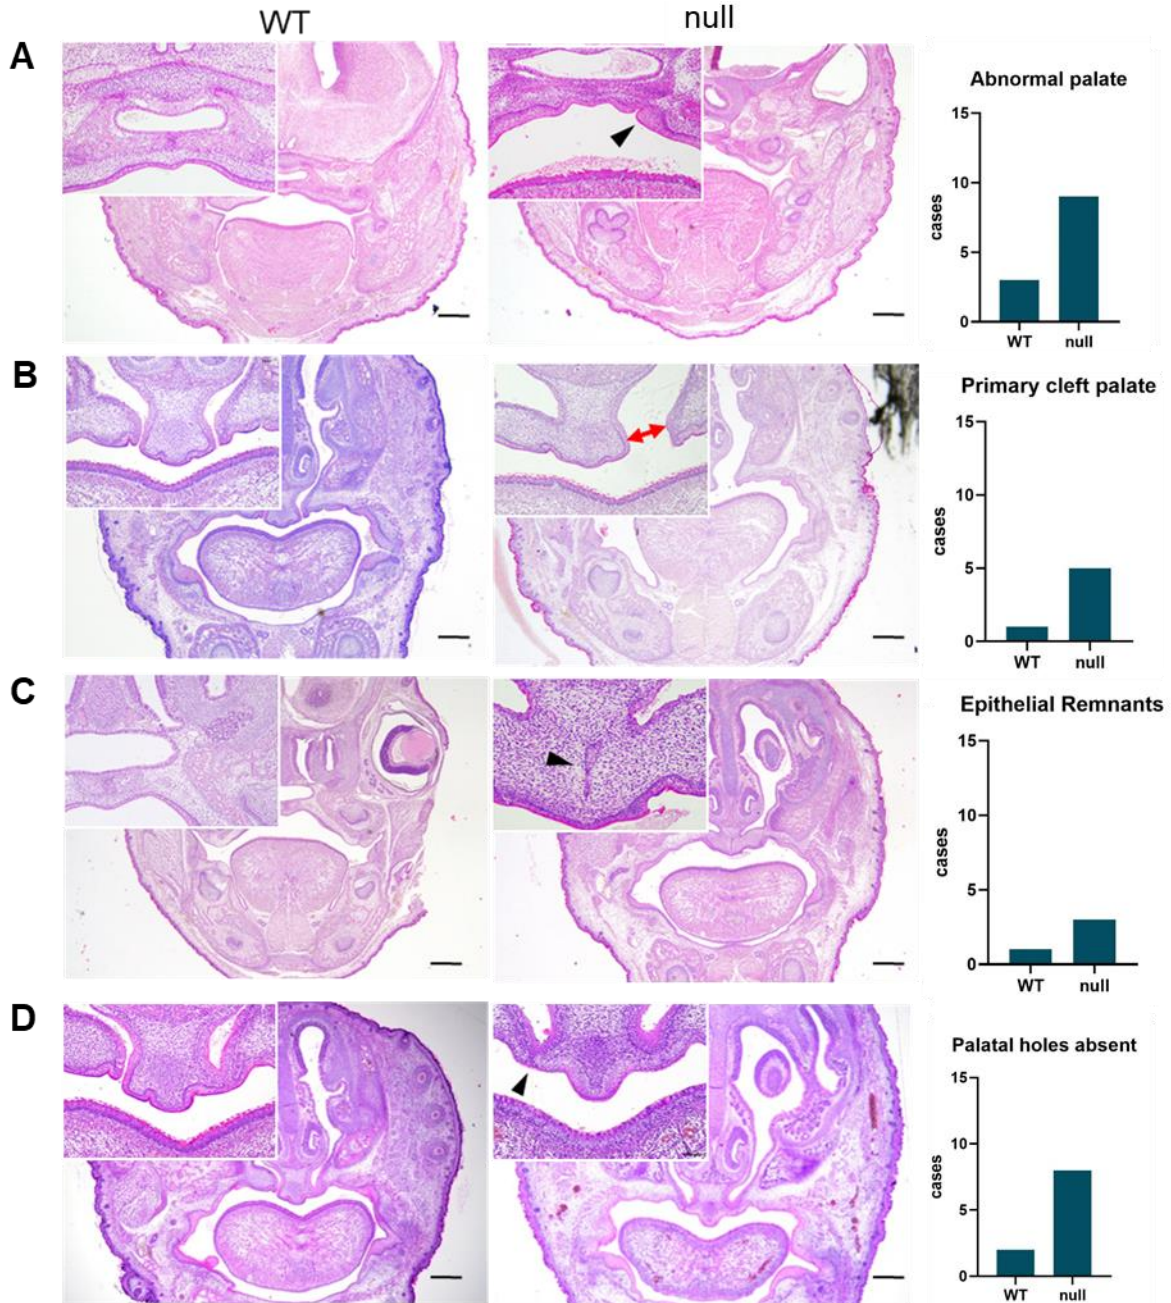 WT null
A
Abnormal palate
15
10
5
0
cases
WT null
B
Primary cleft palate
15
10
5
0
cases
WT null
C
Epithelial Remnants
15
10
5
0
cases
WT null
D
Palatal holes absent
15
10
5
0
cases
WT null